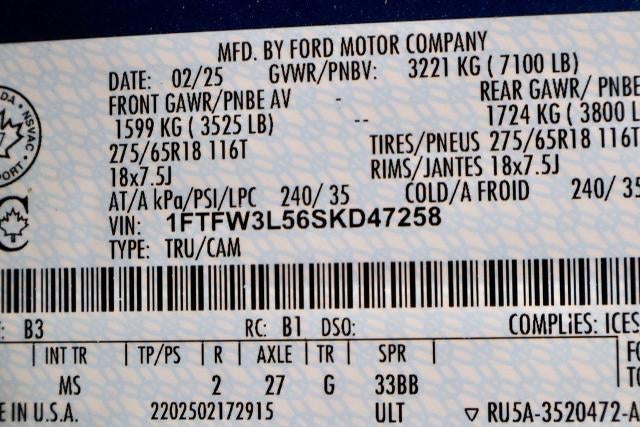 MFD. BY FORD MOTOR COMPANY
DATE: 02/25 GVWR/PNBV: 3221 KG ( 7100 LB)
FRONT GAWR/PNBE AV - REAR GAWR/ PNBE
1599 KG ( 3525 LB) -- 1724 KG ( 3800 L
275/65R18 116T TIRES/PNEUS 275/65R18 116T
18x7.5J RIMS/JANTES 18x7.5J
AT/A kPa/PSI/LPC 240/ 35 COLD/A FROID 240/ 35
VIN: 1FTFW3L56SKD47258
TYPE: TRU/CAM
NSVAC
PORT
: B3 RC: B1 DSO: COMPLiES: ICES
INT TR TP/PS R AXLE TR SPR
MS 2 27 G 33BB
E IN U.S.A. 2202502172915 ULT ▽ RU5A-3520472-A